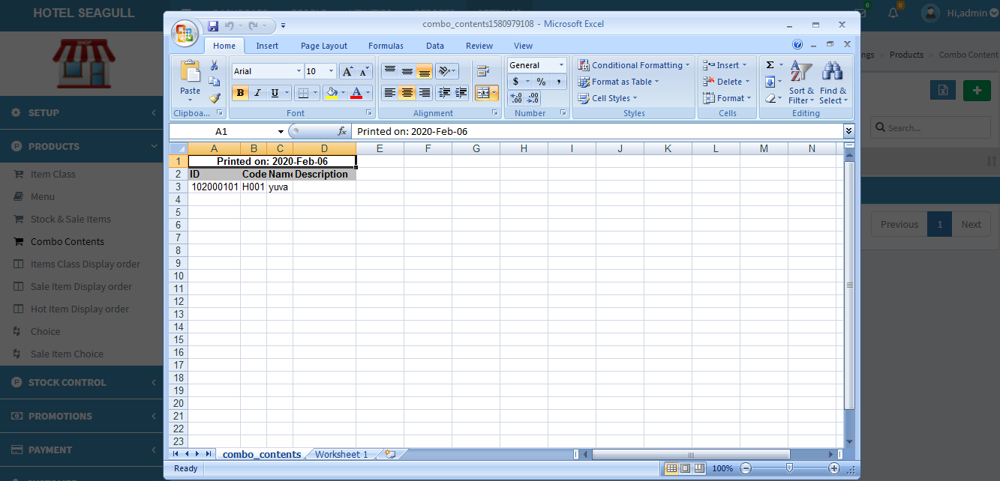 HOTEL SEAGULL
SHOP
SETUP
PRODUCTS
Item Class
Menu
Stock & Sale Items
Combo Contents
Items Class Display order
Sale Item Display order
Hot Item Display order
Choice
Sale Item Choice
STOCK CONTROL
PROMOTIONS
PAYMENT
combo_contents1580979108 - Microsoft Excel
Home Insert Page Layout Formulas Data Review View
Paste
Clipboa...
Arial 10
B I U A
Font
Alignment
General
$ % ,
Number
Conditional Formatting
Format as Table
Cell Styles
Styles
Insert
Delete
Format
Cells
Σ
Sort & Filter
Find & Select
Editing
A1 fx Printed on: 2020-Feb-06
A B C D E F G H I J K L M N
1 Printed on: 2020-Feb-06
2 ID Code Name Description
3 102000101 H001 yuva
4
5
6
7
8
9
10
11
12
13
14
15
16
17
18
19
20
21
22
23
combo_contents Worksheet 1
Ready 100%
0 0 Hi,admin
ngs > Products > Combo Content
Search...
Previous 1 Next